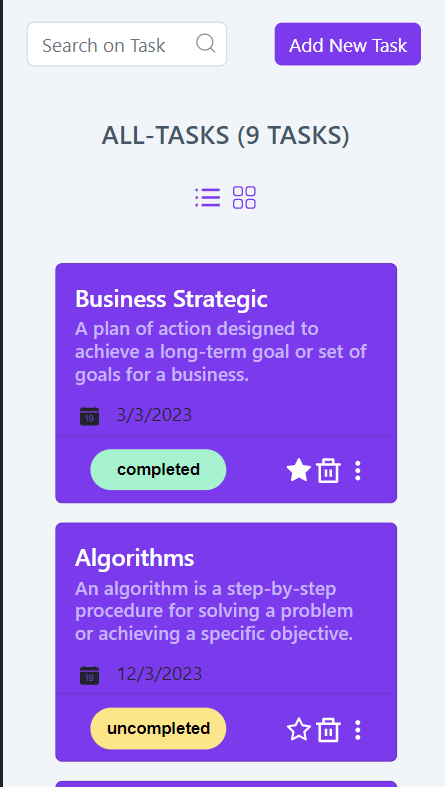 Search on Task
Add New Task
ALL-TASKS (9 TASKS)
Business Strategic
A plan of action designed to
achieve a long-term goal or set of
goals for a business.
19
3/3/2023
completed
Algorithms
An algorithm is a step-by-step
procedure for solving a problem
or achieving a specific objective.
19
12/3/2023
uncompleted